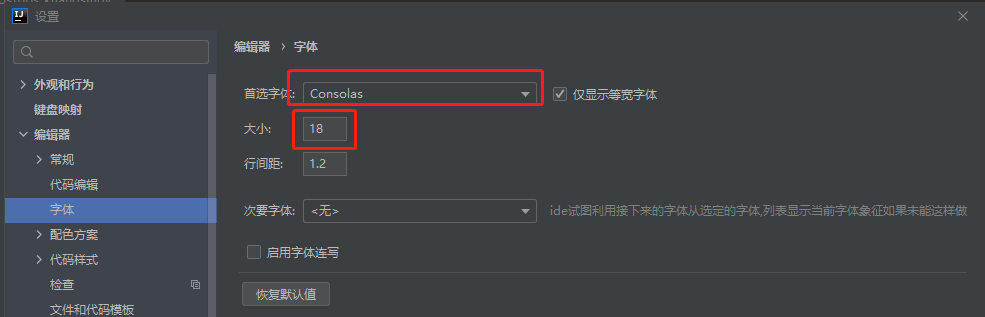 IJ
设置
编辑器 › 字体
外观和行为
键盘映射
编辑器
常规
代码编辑
字体
配色方案
代码样式
检查
文件和代码模板
首选字体: Consolas 仅显示等宽字体
大小: 18
行间距: 1.2
次要字体: <无> ide试图利用接下来的字体从选定的字体,列表显示当前字体象征如果未能这样做
启用字体连写
恢复默认值